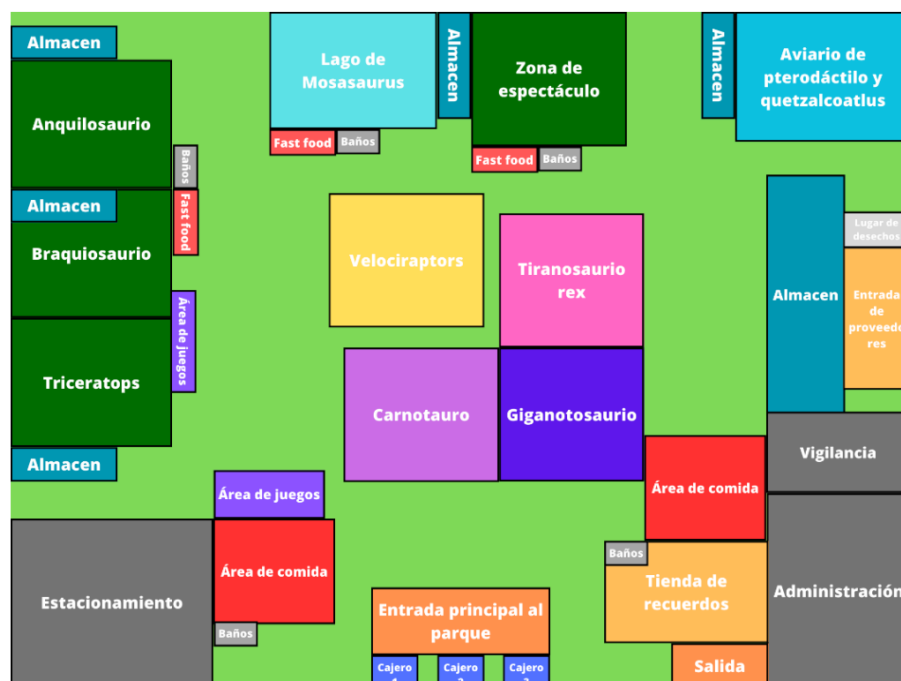 Almacen
Lago de
Mosasaurus
Almacen
Zona de
espectáculo
Almacen
Aviario de
pterodáctilo y
quetzalcoatlus
Anquilosaurio
Baños
Fast food
Baños
Fast food
Baños
Almacen
Fast food
Braquiosaurio
Velociraptors
Tiranosaurio
rex
Almacen
Lugar de
desechos
Entrada
de
proveedo
res
Área de juegos
Triceratops
Carnotauro
Giganotosaurio
Almacen
Vigilancia
Área de juegos
Área de comida
Estacionamiento
Área de comida
Baños
Baños
Tienda de
recuerdos
Administración
Entrada principal al
parque
Cajero
1
Cajero
2
Cajero
3
Salida